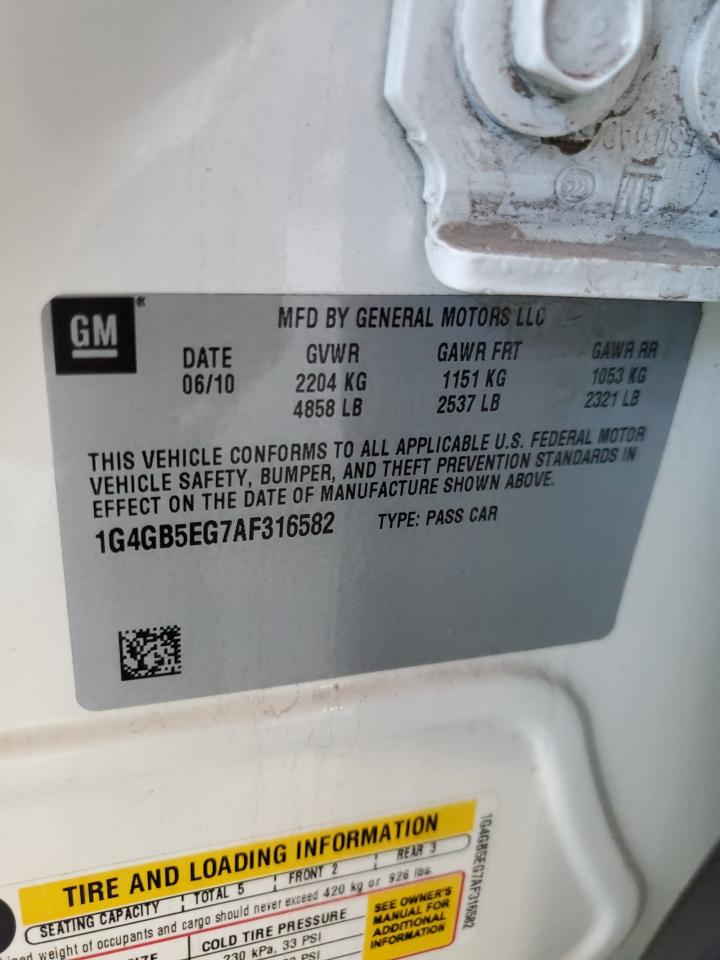 GM
MFD BY GENERAL MOTORS LLC
DATE GVWR GAWR FRT GAWR RR
06/10 2204 KG 1151 KG 1053 KG
4858 LB 2537 LB 2321 LB
THIS VEHICLE CONFORMS TO ALL APPLICABLE U.S. FEDERAL MOTOR
VEHICLE SAFETY, BUMPER, AND THEFT PREVENTION STANDARDS IN
EFFECT ON THE DATE OF MANUFACTURE SHOWN ABOVE.
1G4GB5EG7AF316582 TYPE: PASS CAR
TIRE AND LOADING INFORMATION
SEATING CAPACITY TOTAL 5 FRONT 2 REAR 3
weight of occupants and cargo should never exceed 420 kg or 926 lbs.
COLD TIRE PRESSURE
230 kPa, 33 PSI
SEE OWNER'S
MANUAL FOR
ADDITIONAL
INFORMATION
1G4GB5EG7AF316582